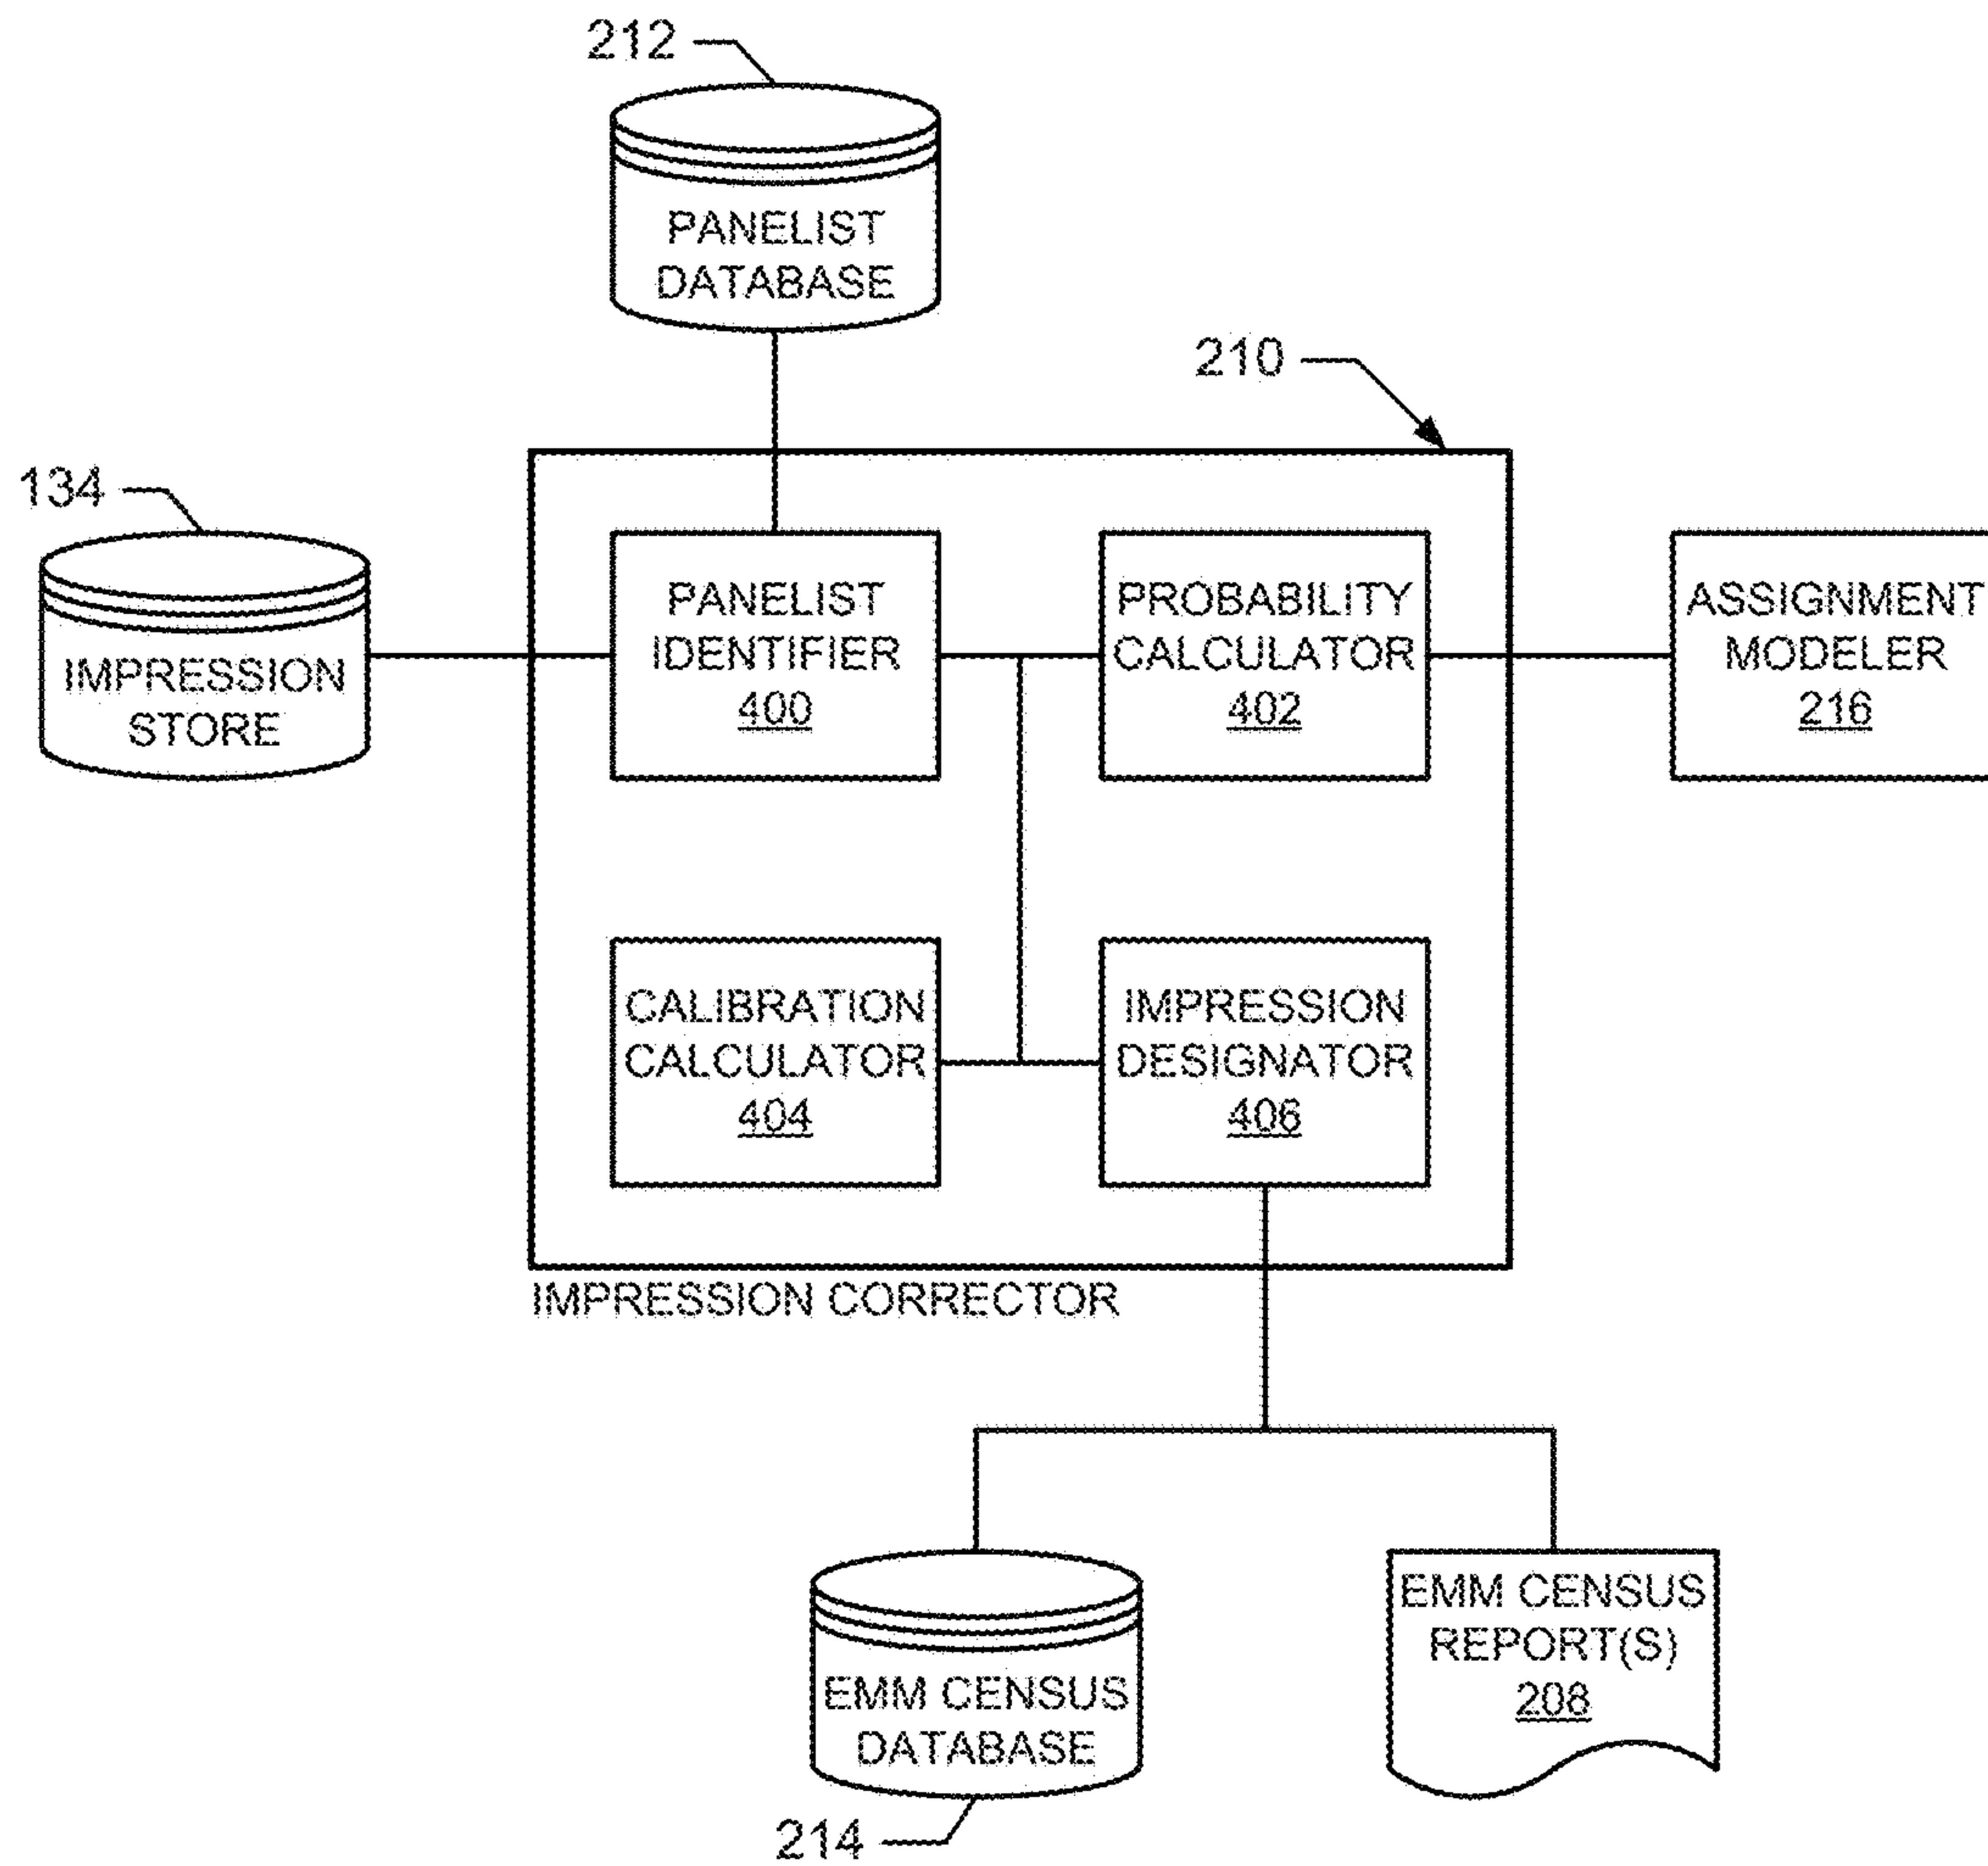 212
PANELIST
DATABASE
210
134
IMPRESSION
STORE
PANELIST
IDENTIFIER
400
PROBABILITY
CALCULATOR
402
ASSIGNMENT
MODELER
216
CALIBRATION
CALCULATOR
404
IMPRESSION
DESIGNATOR
406
IMPRESSION CORRECTOR
EMM CENSUS
DATABASE
214
EMM CENSUS
REPORT(S)
208